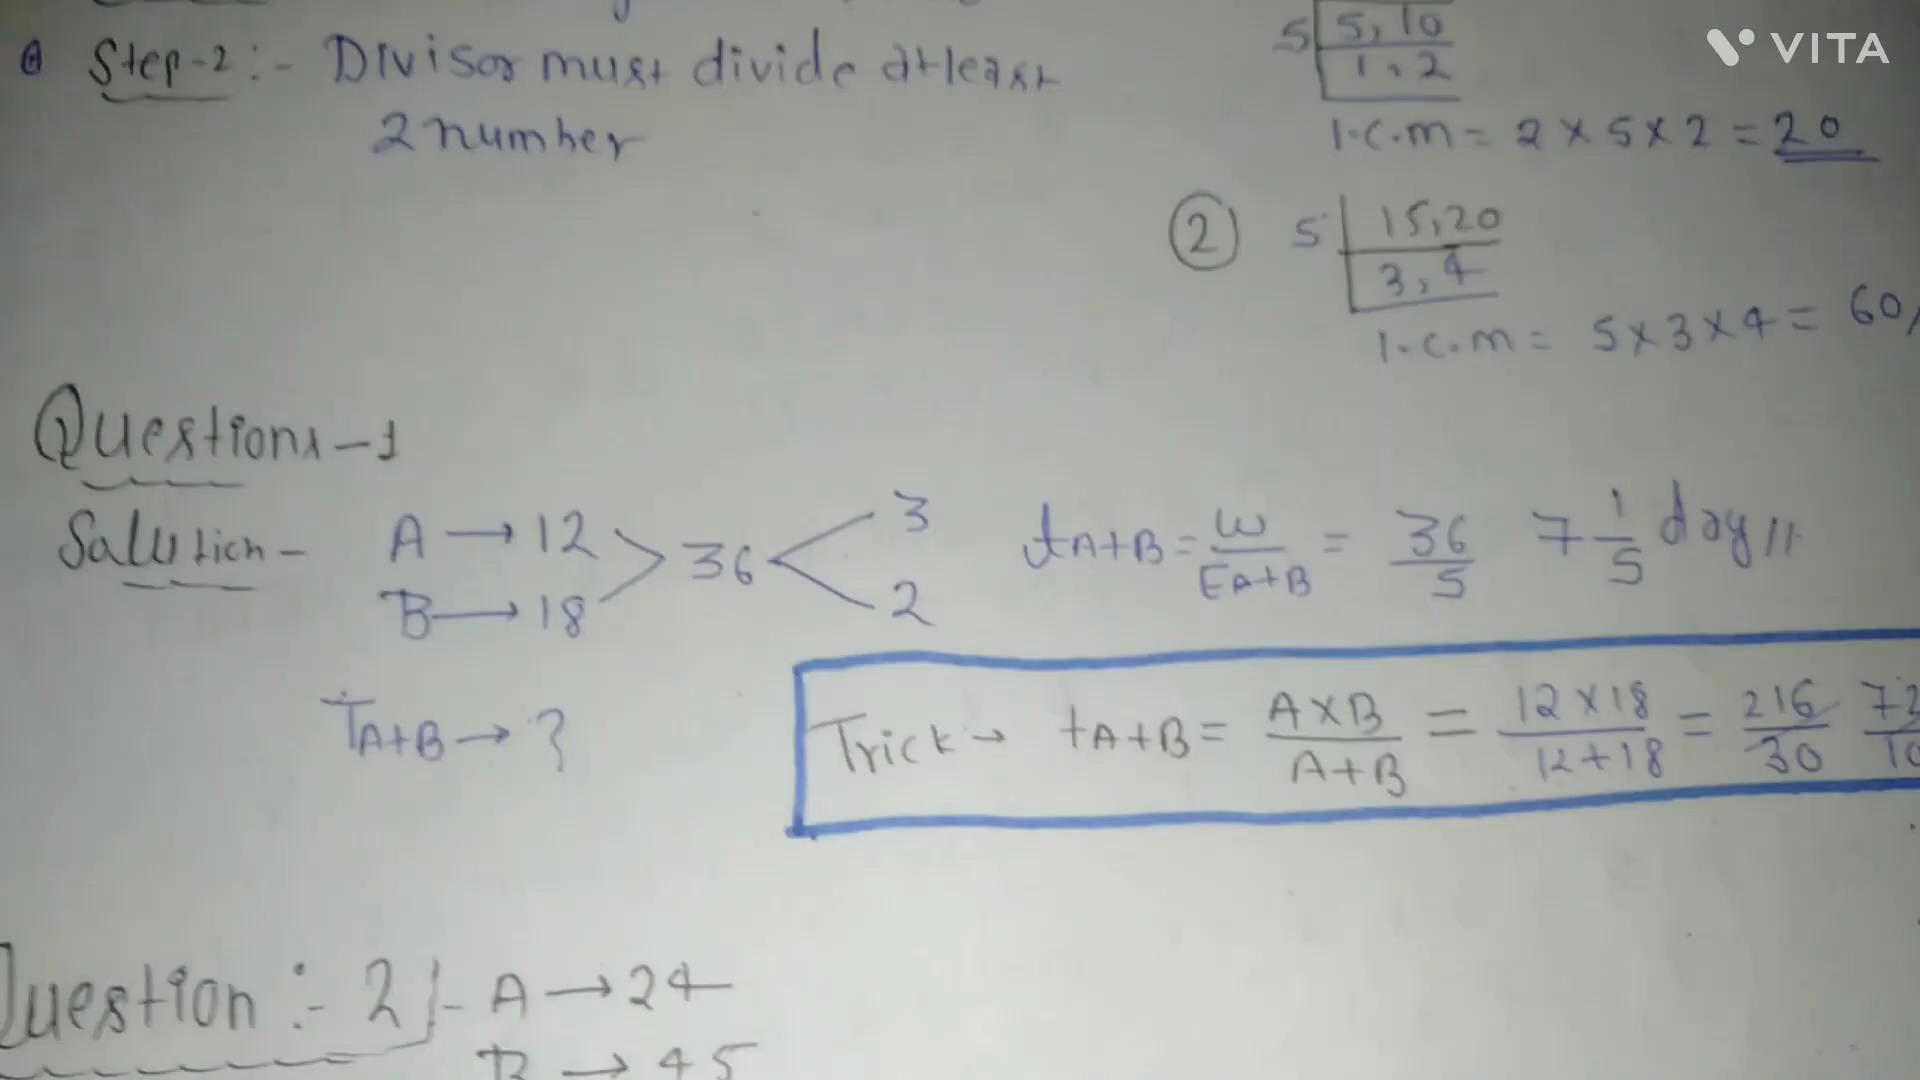 Step-2:- Divisor must divide atleast
2 number
5 | 5, 10
1, 2
l.c.m = 2 x 5 x 2 = 20
VITA
② 5 | 15, 20
3, 4
l.c.m = 5 x 3 x 4 = 60
Questions-1
Solution- A → 12 > 36 < 3
B → 18 2
tA+B = w/EA+B = 36/5 7 1/5 day//
TA+B → ?
Trick → tA+B = AxB/A+B = 12x18/12+18 = 216/30
Question :- 2/- A → 24
B → 45